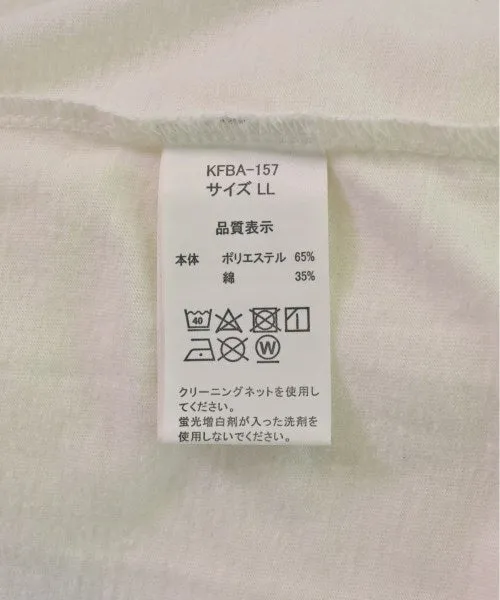 KFBA-157
サイズ LL
品質表示
本体 ポリエステル 65%
綿 35%
40
W
クリーニングネットを使用し
てください。
蛍光増白剤が入った洗剤を
使用しないでください。